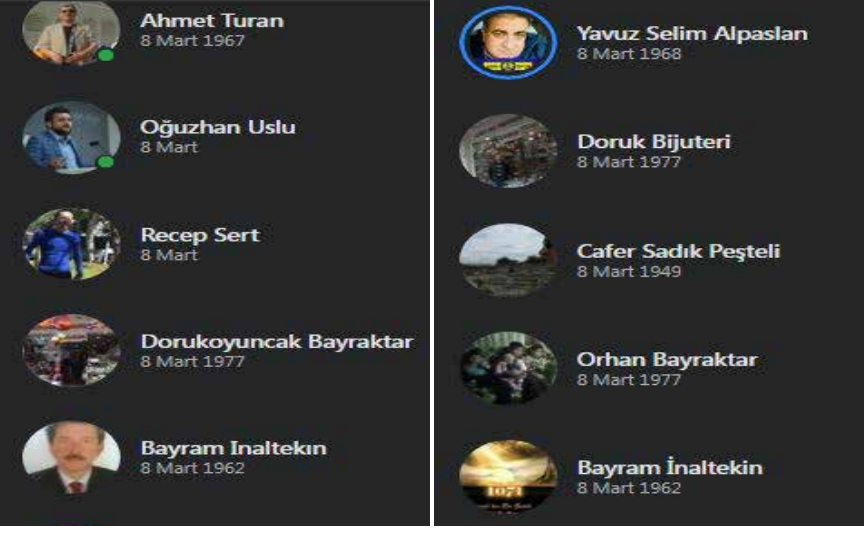 Ahmet Turan
8 Mart 1967
Oğuzhan Uslu
8 Mart
Recep Sert
8 Mart
Dorukoyuncak Bayraktar
8 Mart 1977
Bayram Inaltekın
8 Mart 1962
Yavuz Selim Alpaslan
8 Mart 1968
Doruk Bijuteri
8 Mart 1977
Cafer Sadık Peşteli
8 Mart 1949
Orhan Bayraktar
8 Mart 1977
Bayram İnaltekin
8 Mart 1962
1071